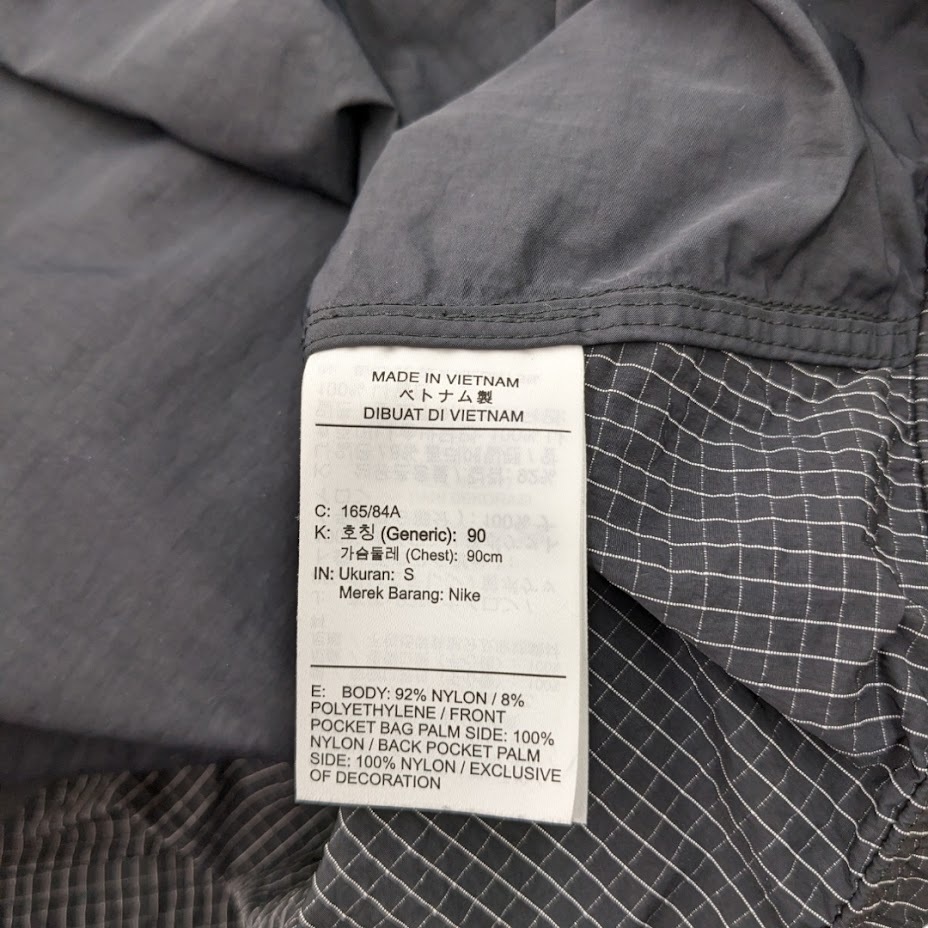 MADE IN VIETNAM
ベトナム製
DIBUAT DI VIETNAM
C: 165/84A
K: 호칭 (Generic): 90
가슴둘레 (Chest): 90cm
IN: Ukuran: S
Merek Barang: Nike
E: BODY: 92% NYLON / 8%
POLYETHYLENE / FRONT
POCKET BAG PALM SIDE: 100%
NYLON / BACK POCKET PALM
SIDE: 100% NYLON / EXCLUSIVE
OF DECORATION